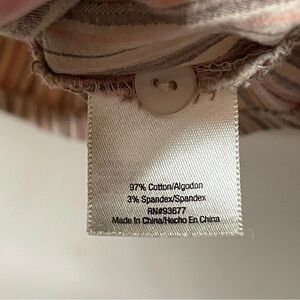 97% Cotton/Algodon
3% Spandex/Spandex
RN#93677
Made In China/Hecho En China